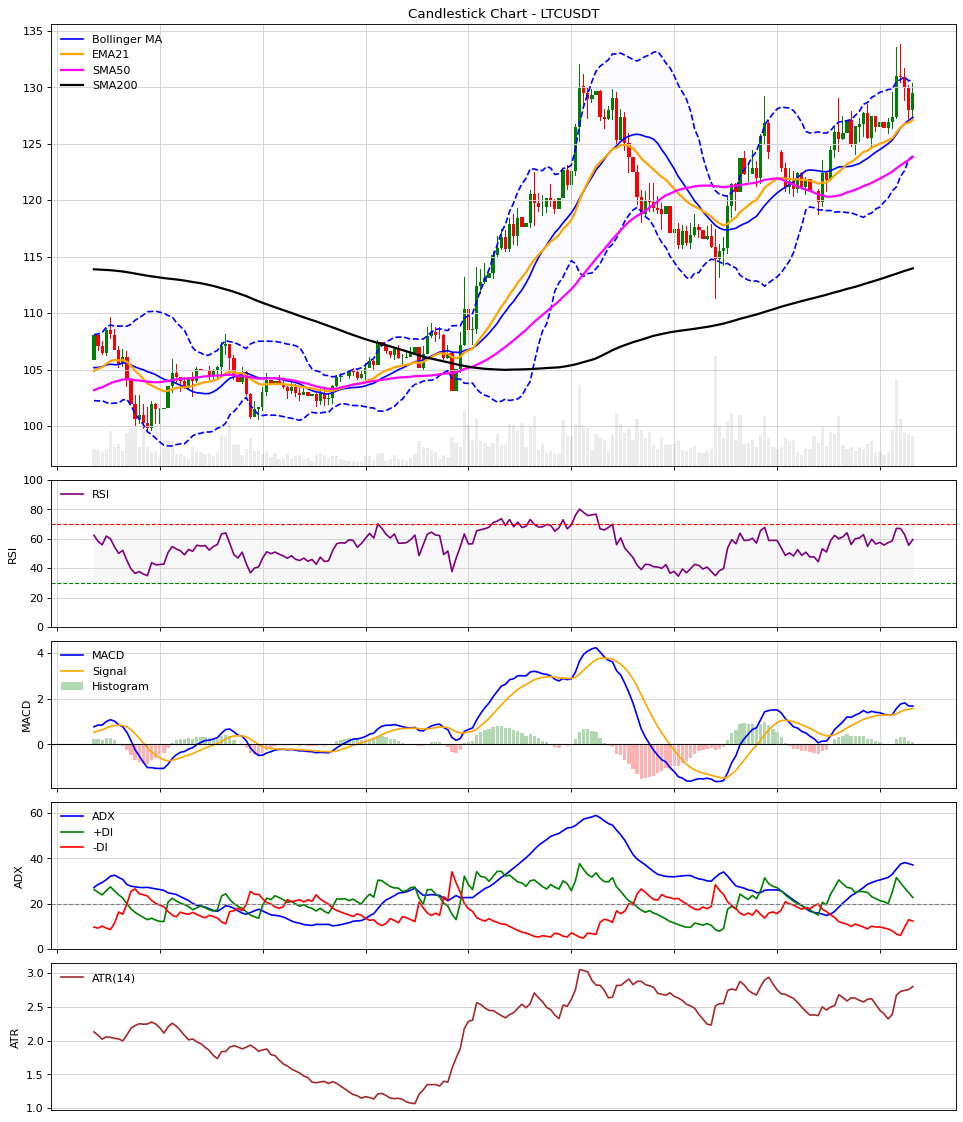 Candlestick Chart - LTCUSDT
135
130
125
120
115
110
105
100
Bollinger MA
EMA21
SMA50
SMA200
100
80
60
40
20
0
RSI
RSI
4
2
0
MACD
MACD
Signal
Histogram
60
40
20
0
ADX
ADX
+DI
-DI
3.0
2.5
2.0
1.5
1.0
ATR
ATR(14)